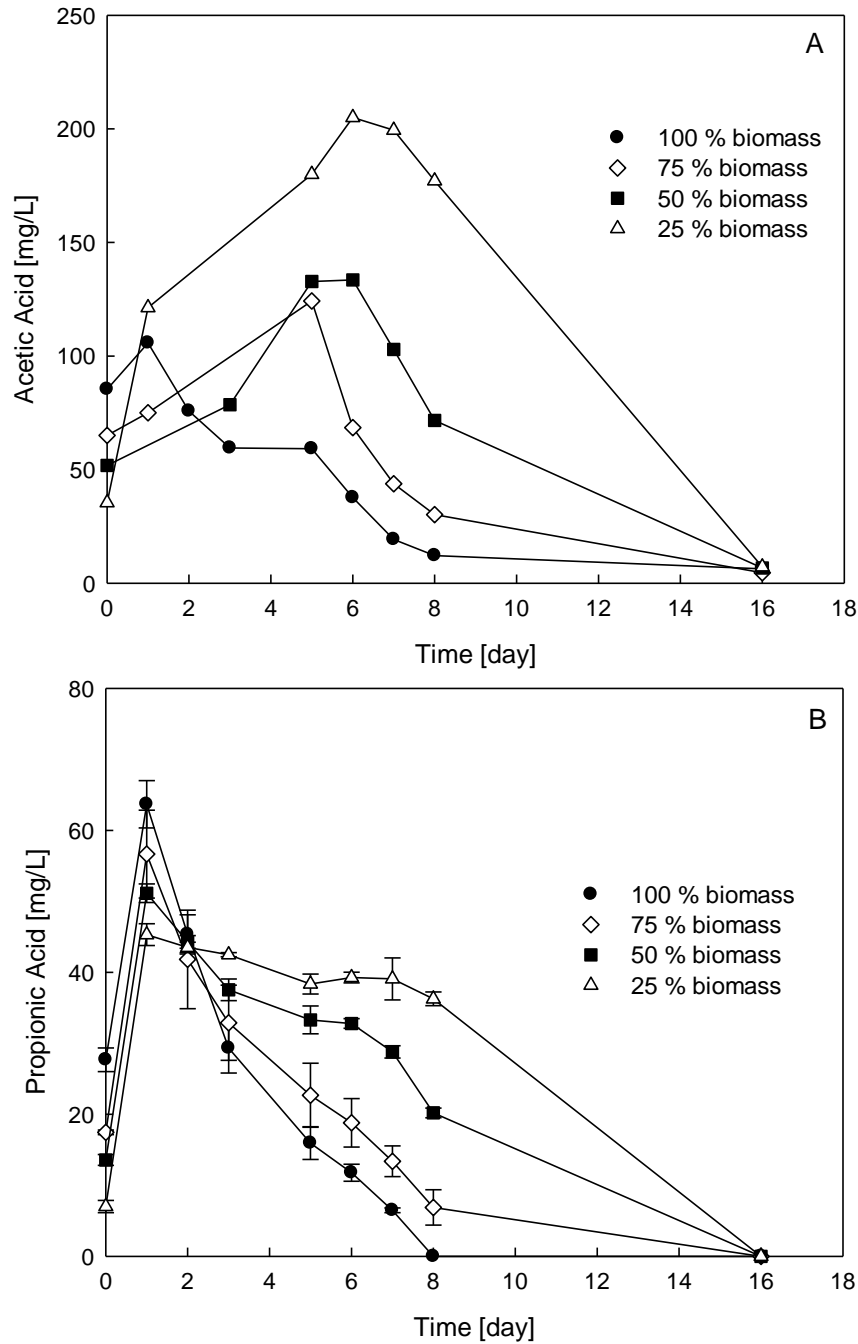 A
250
200
150
100
50
0
Acetic Acid [mg/L]
100 % biomass
75 % biomass
50 % biomass
25 % biomass
0 2 4 6 8 10 12 14 16 18
Time [day]
B
80
60
40
20
0
Propionic Acid [mg/L]
100 % biomass
75 % biomass
50 % biomass
25 % biomass
0 2 4 6 8 10 12 14 16 18
Time [day]